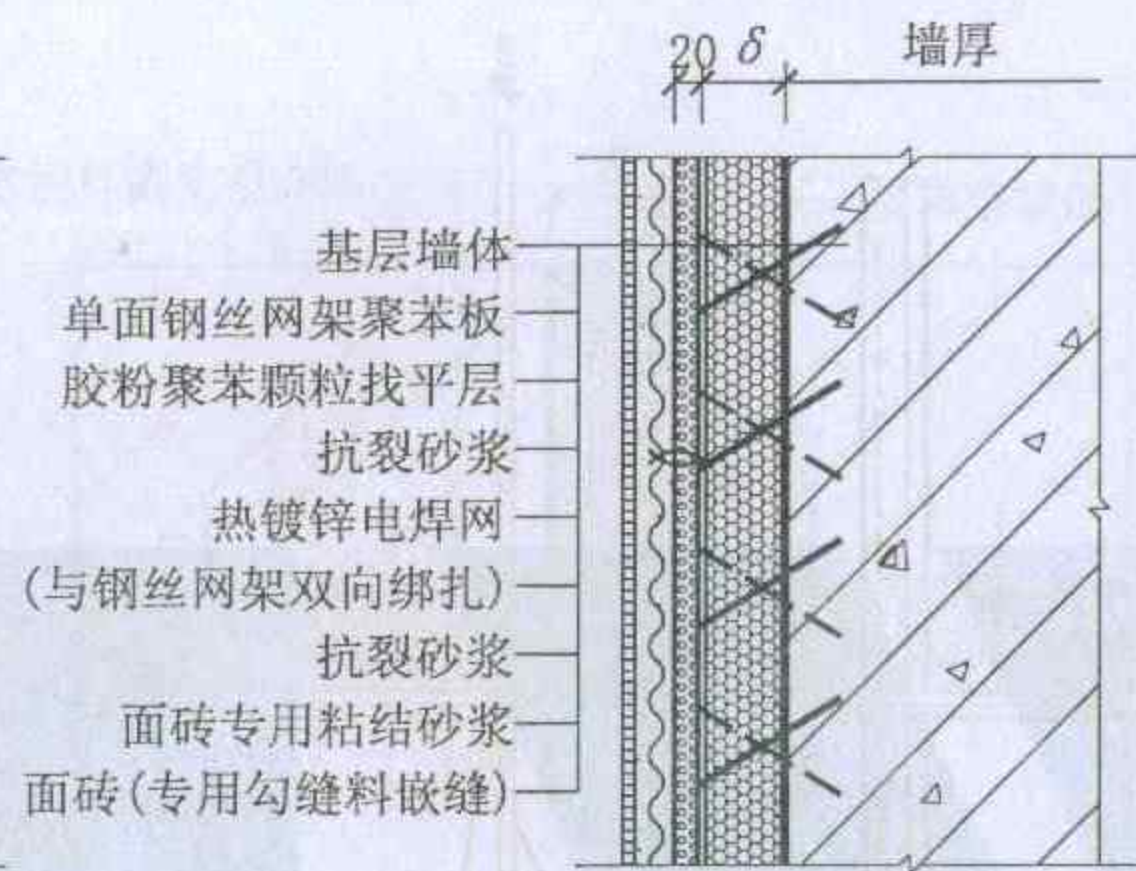 20 δ 墙厚
基层墙体
单面钢丝网架聚苯板
胶粉聚苯颗粒找平层
抗裂砂浆
热镀锌电焊网
(与钢丝网架双向绑扎)
抗裂砂浆
面砖专用粘结砂浆
面砖(专用勾缝料嵌缝)